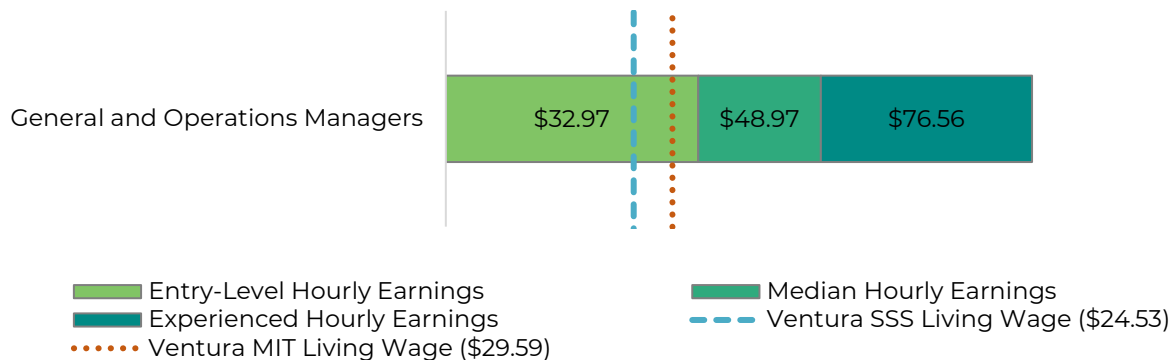 General and Operations Managers $32.97 $48.97 $76.56
Entry-Level Hourly Earnings Median Hourly Earnings
Experienced Hourly Earnings Ventura SSS Living Wage ($24.53)
Ventura MIT Living Wage ($29.59)